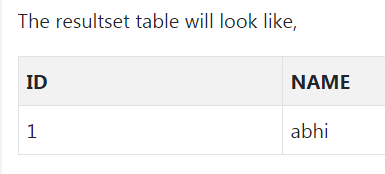 The resultset table will look like,
ID NAME
1 abhi